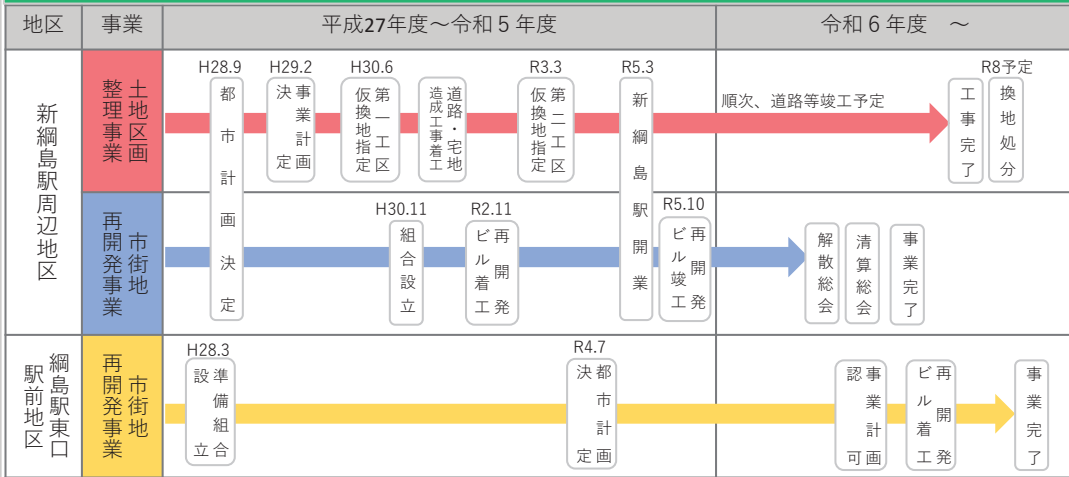 地区
事業
平成27年度～令和５年度
令和６年度　～
新綱島駅周辺地区
土地区画
整理事業
H28.9
都市計画決定
H29.2
事業計画
決定
H30.6
第一工区
仮換地指定
道路・宅地
造成工事着工
R3.3
第二工区
仮換地指定
R5.3
新綱島駅開業
順次、道路等竣工予定
工事完了
R8予定
換地処分
市街地
再開発事業
H30.11
組合設立
R2.11
再開発
ビル着工
R5.10
再開発
ビル竣工
解散総会
清算総会
事業完了
綱島駅東口
駅前地区
市街地
再開発事業
H28.3
準備組合
設立
R4.7
都市計画
決定
事業計画
認可
再開発
ビル着工
事業完了